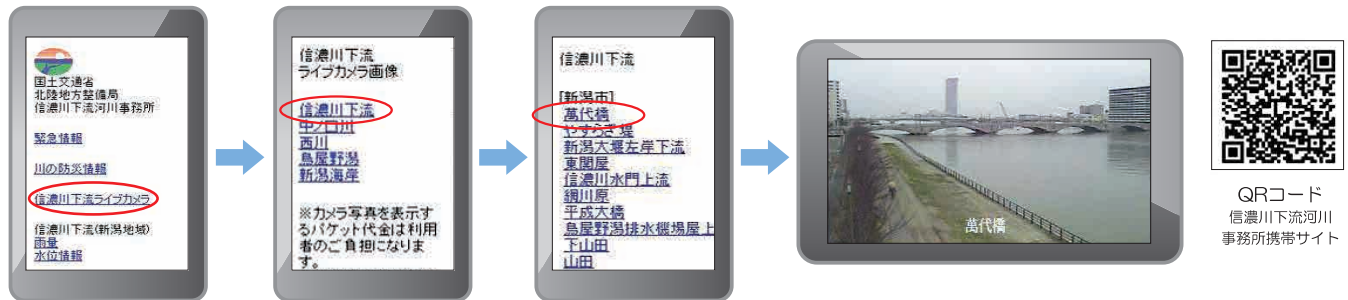 国土交通省
北陸地方整備局
信濃川下流河川事務所
緊急情報
川の防災情報
信濃川下流ライブカメラ
信濃川下流(新潟地域)
雨量
水位情報
信濃川下流
ライブカメラ画像
信濃川下流
中ノ口川
西川
鳥屋野潟
新潟海岸
※カメラ写真を表示す
るパケット代金は利用
者のご負担になりま
す。
信濃川下流
[新潟市]
萬代橋
やすらぎ堤
新潟大堰左岸下流
東関屋
信濃川水門上流
網川原
平成大橋
鳥屋野潟排水機場屋上
下山田
山田
萬代橋
QRコード
信濃川下流河川
事務所携帯サイト